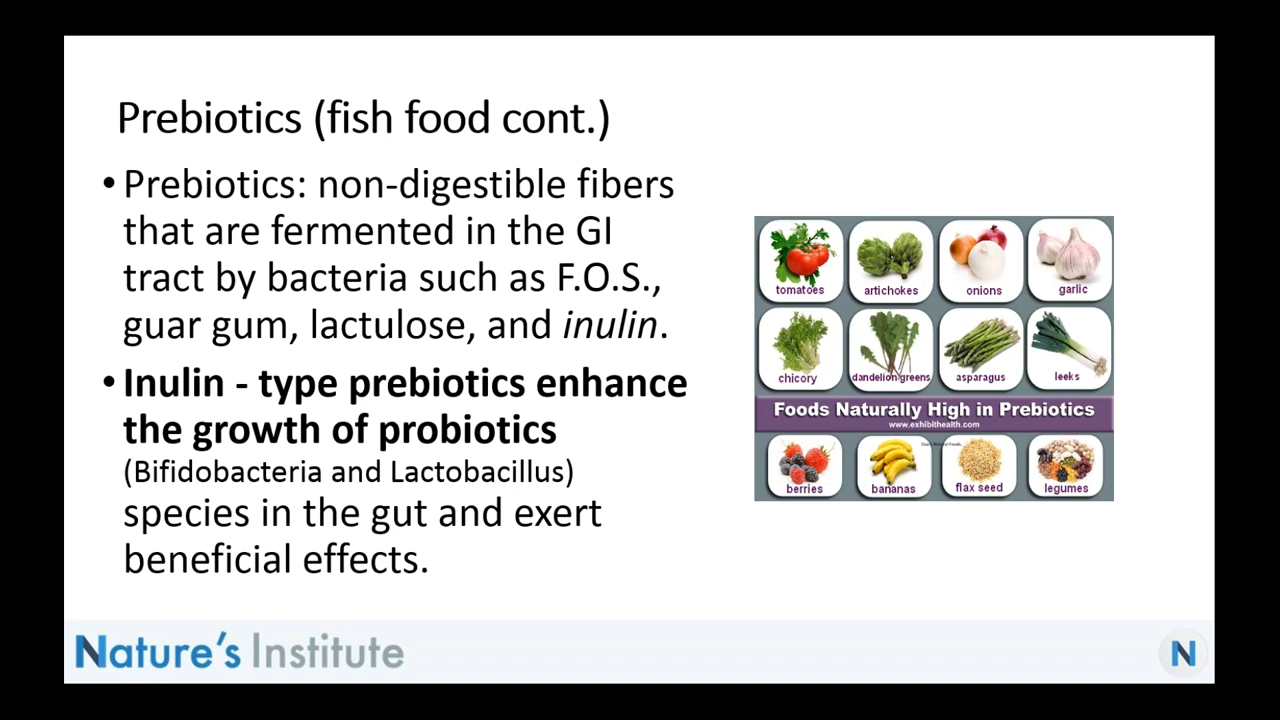 Prebiotics (fish food cont.)
• Prebiotics: non-digestible fibers
that are fermented in the GI
tract by bacteria such as F.O.S.,
guar gum, lactulose, and inulin.
• Inulin - type prebiotics enhance
the growth of probiotics
(Bifidobacteria and Lactobacillus)
species in the gut and exert
beneficial effects.
tomatoes artichokes onions garlic
chicory dandelion greens asparagus leeks
Foods Naturally High in Prebiotics
www.exhibithealth.com
berries bananas flax seed legumes
Nature's Institute
N